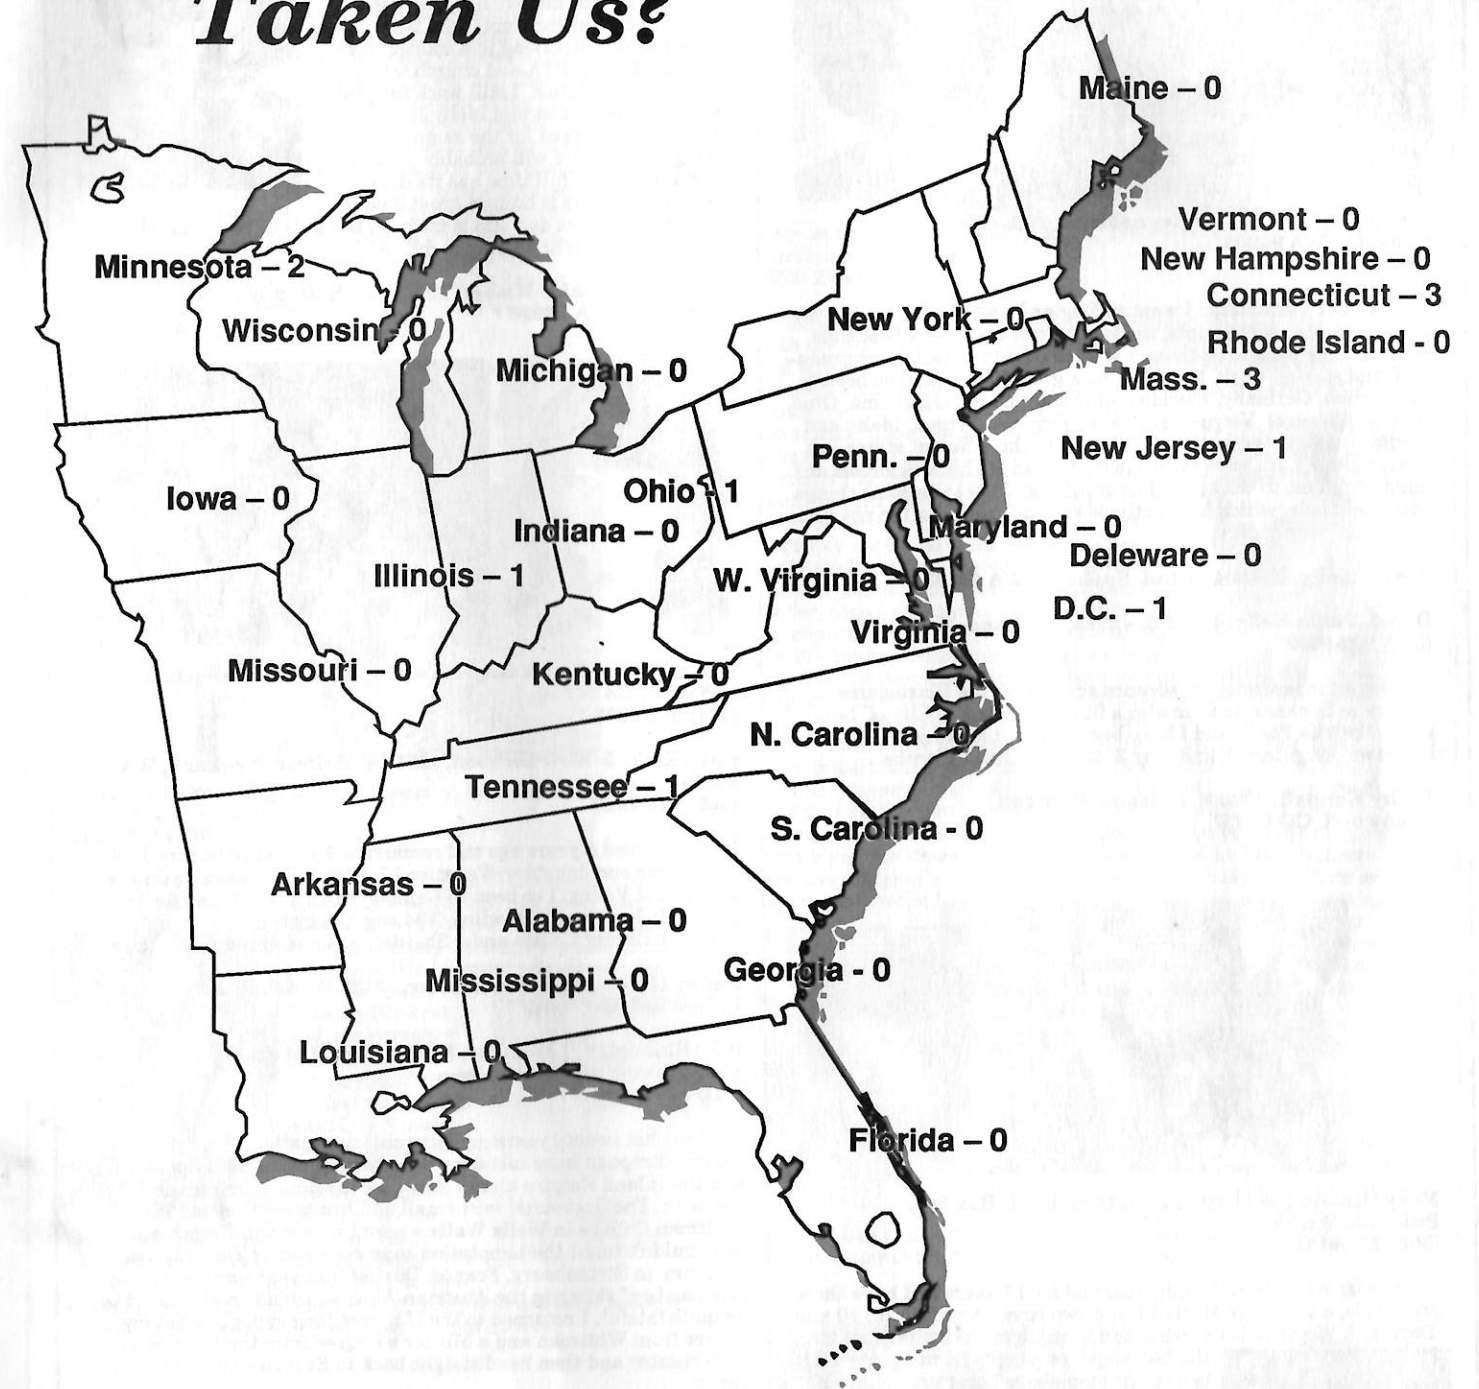 Taken Us?
Maine – 0
Vermont – 0
New Hampshire – 0
Connecticut – 3
Rhode Island - 0
Mass. – 3
New York – 0
Minnesota – 2
Wisconsin – 0
Michigan – 0
New Jersey – 1
Penn. – 0
Ohio – 1
Iowa – 0
Indiana – 0
Maryland – 0
Deleware – 0
Illinois – 1
W. Virginia – 0
D.C. – 1
Virginia – 0
Missouri – 0
Kentucky – 0
N. Carolina – 0
Tennessee – 1
S. Carolina - 0
Arkansas – 0
Alabama – 0
Georgia - 0
Mississippi – 0
Louisiana – 0
Florida – 0